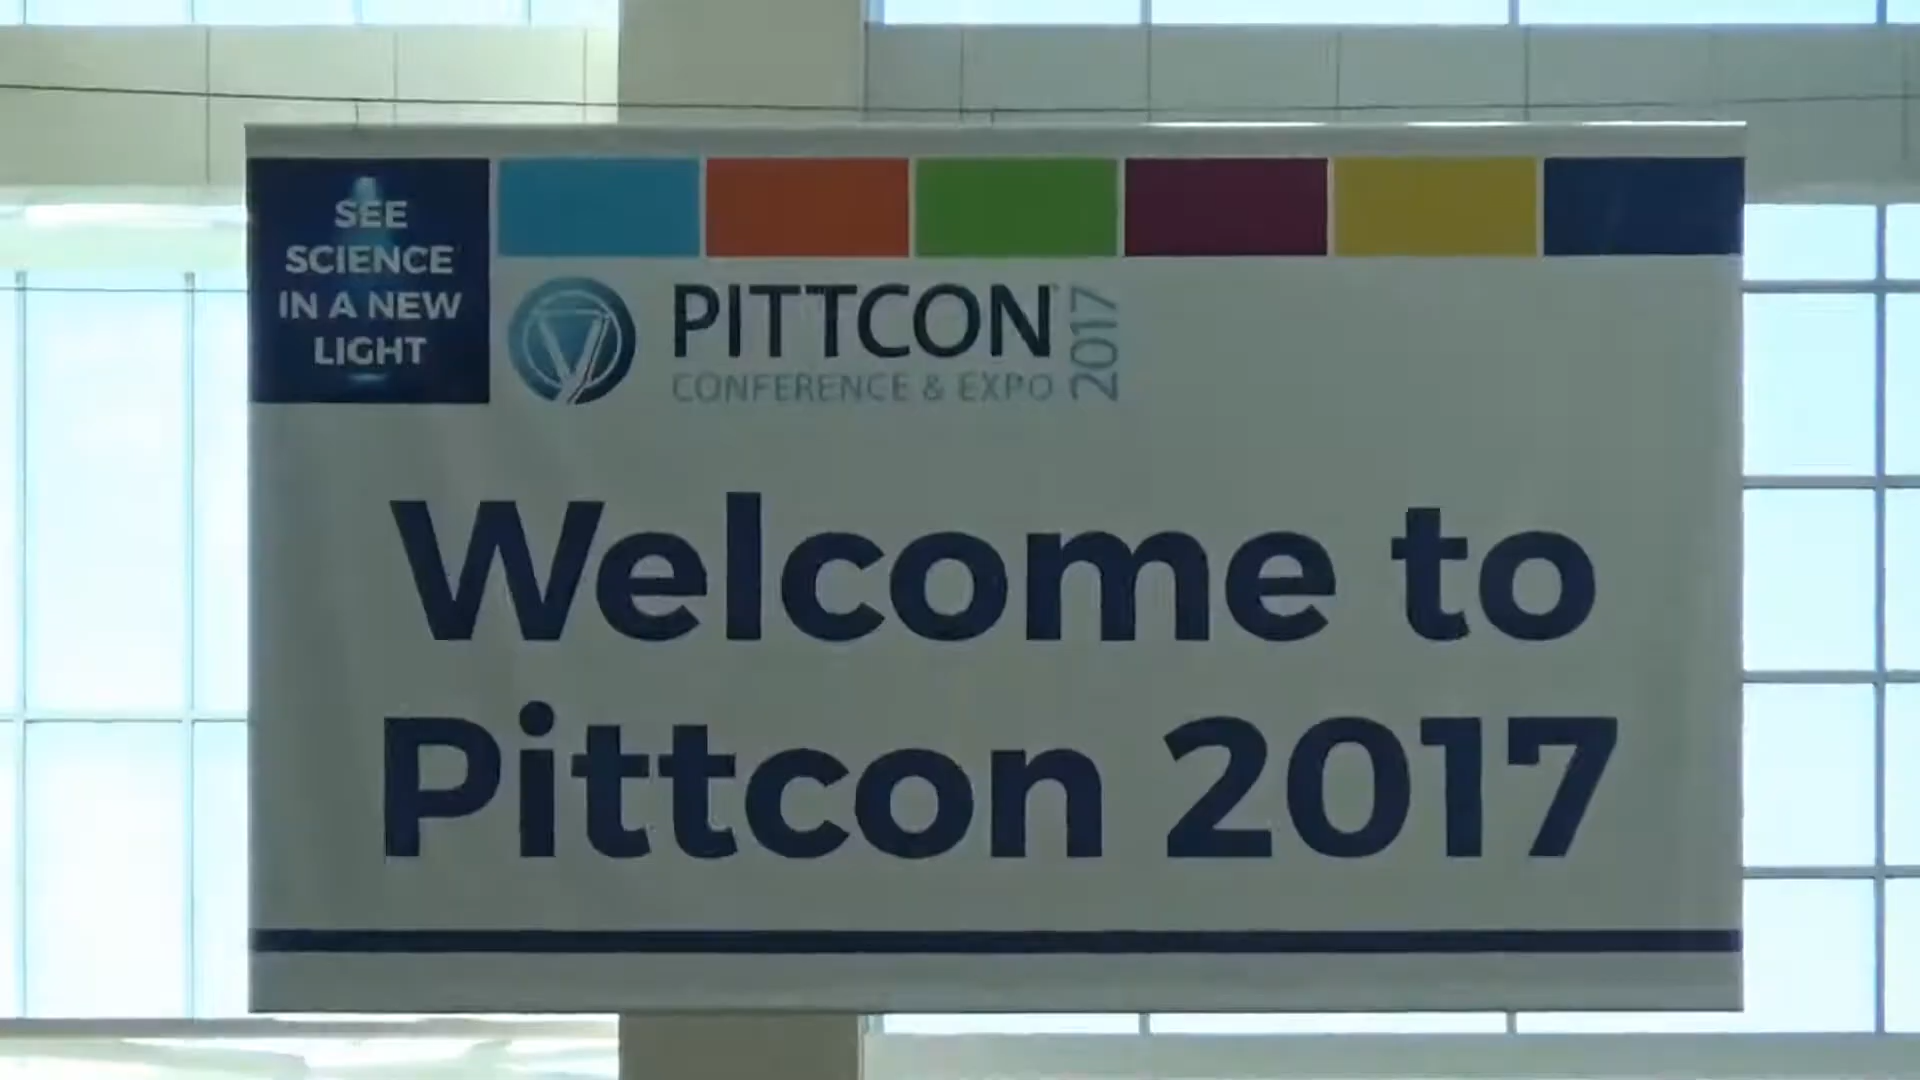 SEE
SCIENCE
IN A NEW
LIGHT
PITTCON 2017
CONFERENCE & EXPO
Welcome to
Pittcon 2017